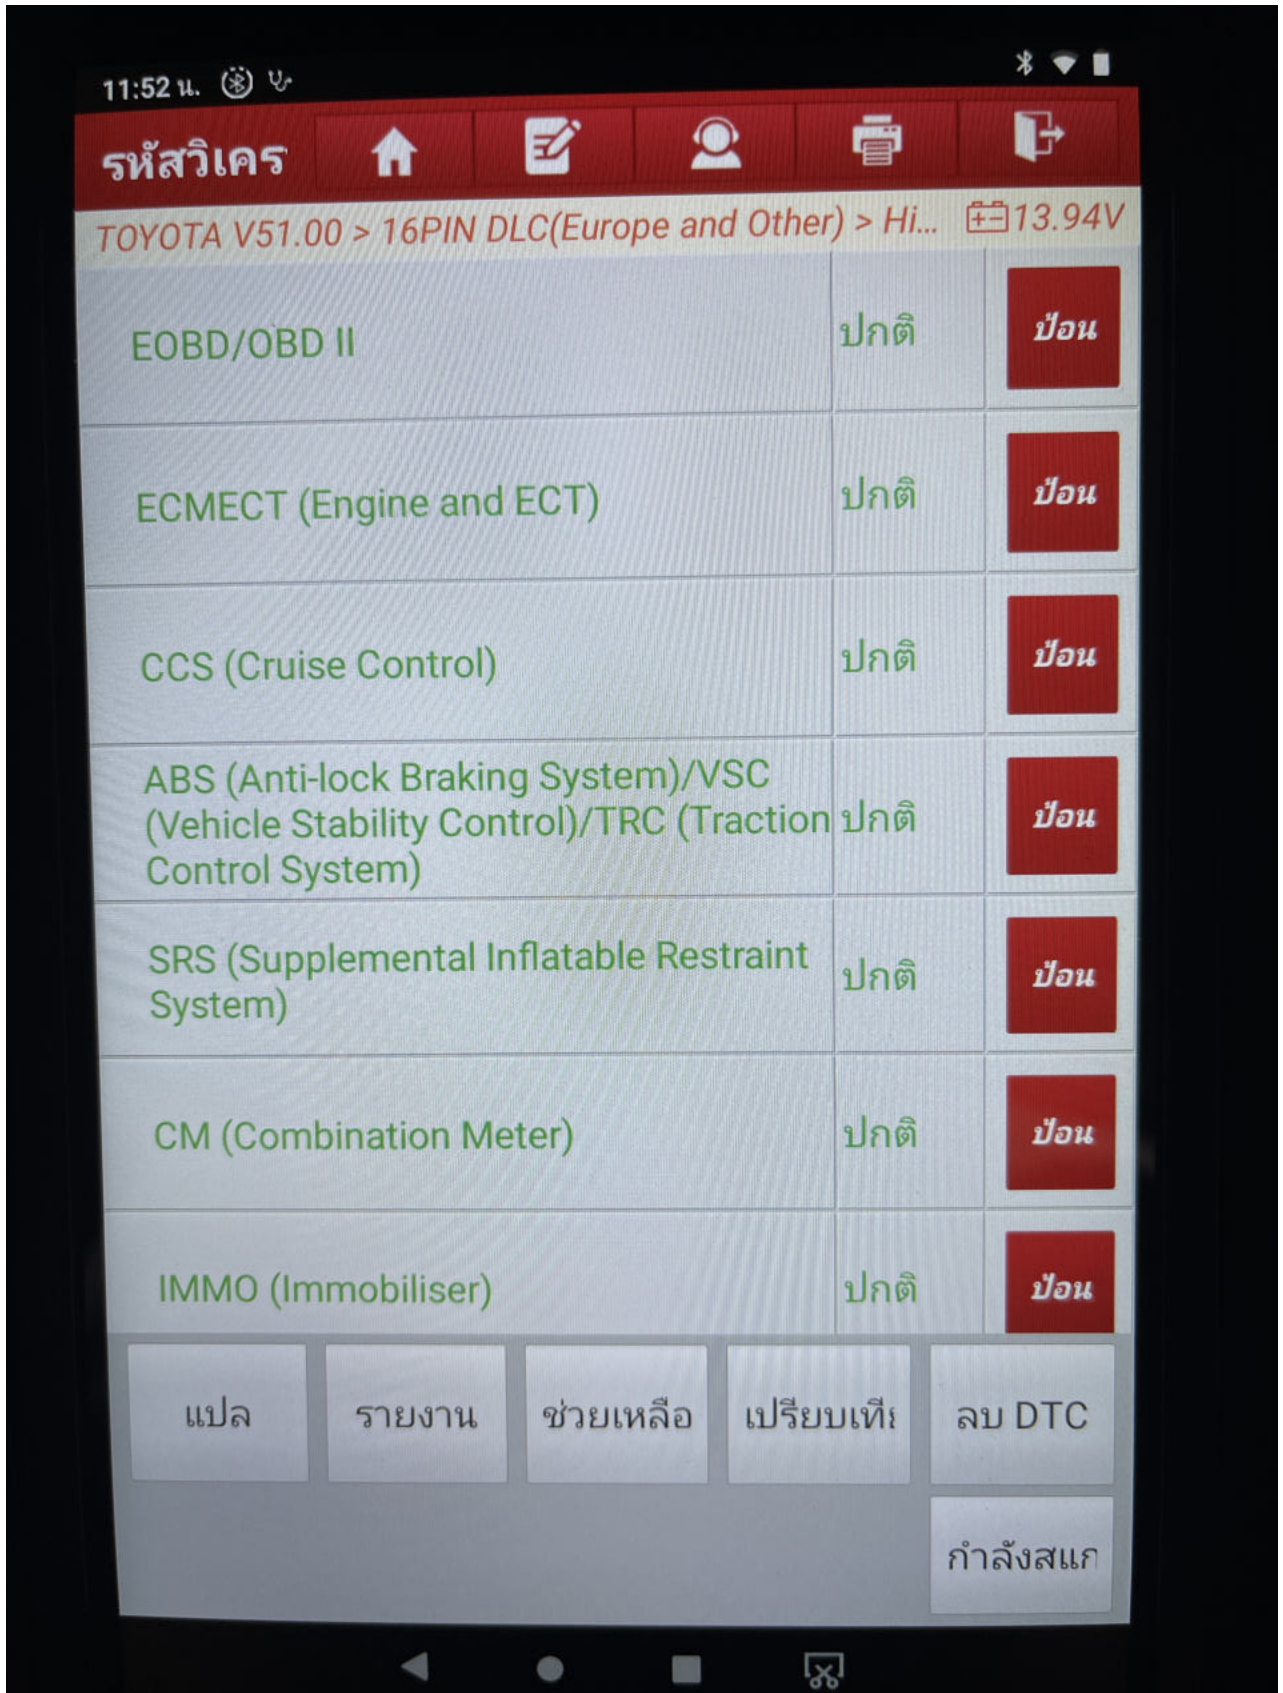 11:52 น.
รหัสวิเคร
TOYOTA V51.00 > 16PIN DLC(Europe and Other) > Hi... 13.94V
EOBD/OBD II ปกติ ป้อน
ECMECT (Engine and ECT) ปกติ ป้อน
CCS (Cruise Control) ปกติ ป้อน
ABS (Anti-lock Braking System)/VSC
(Vehicle Stability Control)/TRC (Traction ปกติ ป้อน
Control System)
SRS (Supplemental Inflatable Restraint
System) ปกติ ป้อน
CM (Combination Meter) ปกติ ป้อน
IMMO (Immobiliser) ปกติ ป้อน
แปล รายงาน ช่วยเหลือ เปรียบเที ลบ DTC
กำลังสแก